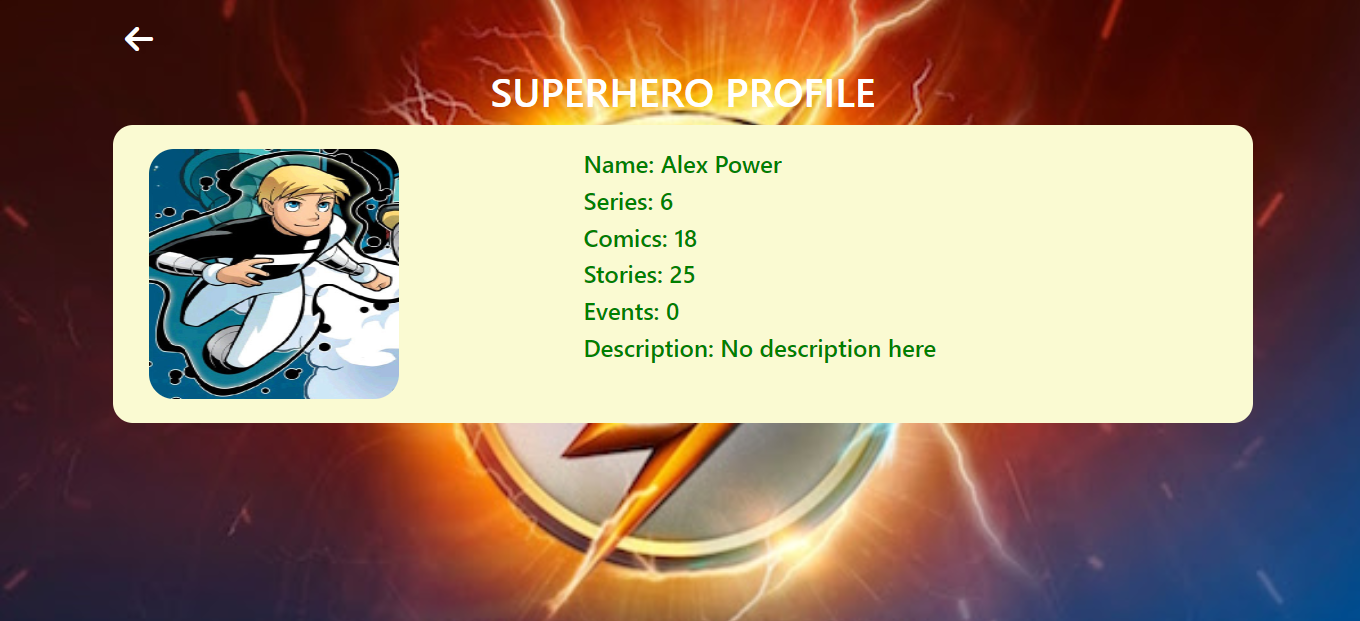 SUPERHERO PROFILE
Name: Alex Power
Series: 6
Comics: 18
Stories: 25
Events: 0
Description: No description here